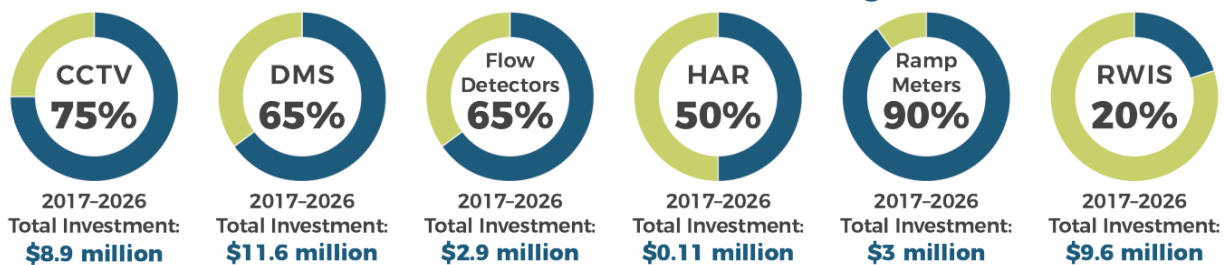 CCTV
75%
2017–2026
Total Investment:
$8.9 million
DMS
65%
2017–2026
Total Investment:
$11.6 million
Flow
Detectors
65%
2017–2026
Total Investment:
$2.9 million
HAR
50%
2017–2026
Total Investment:
$0.11 million
Ramp
Meters
90%
2017–2026
Total Investment:
$3 million
RWIS
20%
2017–2026
Total Investment:
$9.6 million